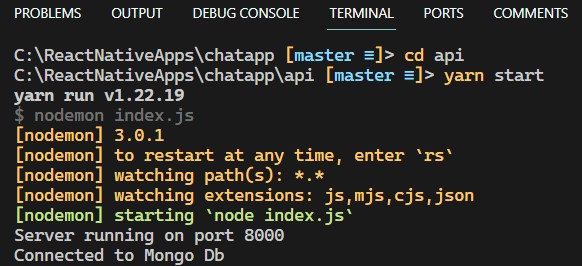 PROBLEMS OUTPUT DEBUG CONSOLE TERMINAL PORTS COMMENTS
C:\ReactNativeApps\chatapp [master ≡]> cd api
C:\ReactNativeApps\chatapp\api [master ≡]> yarn start
yarn run v1.22.19
$ nodemon index.js
[nodemon] 3.0.1
[nodemon] to restart at any time, enter `rs`
[nodemon] watching path(s): *.*
[nodemon] watching extensions: js,mjs,cjs,json
[nodemon] starting `node index.js`
Server running on port 8000
Connected to Mongo Db